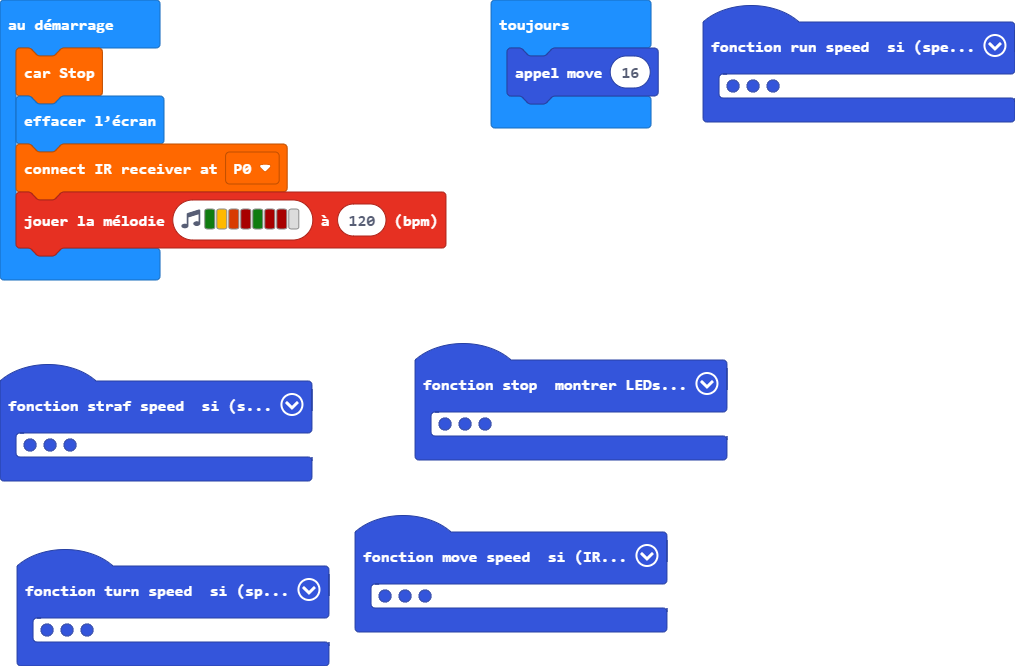 au démarrage
car Stop
effacer l’écran
connect IR receiver at P0
jouer la mélodie à 120 (bpm)
toujours
appel move 16
fonction run speed si (spe...
fonction straf speed si (s...
fonction stop montrer LEDs...
fonction turn speed si (sp...
fonction move speed si (IR...